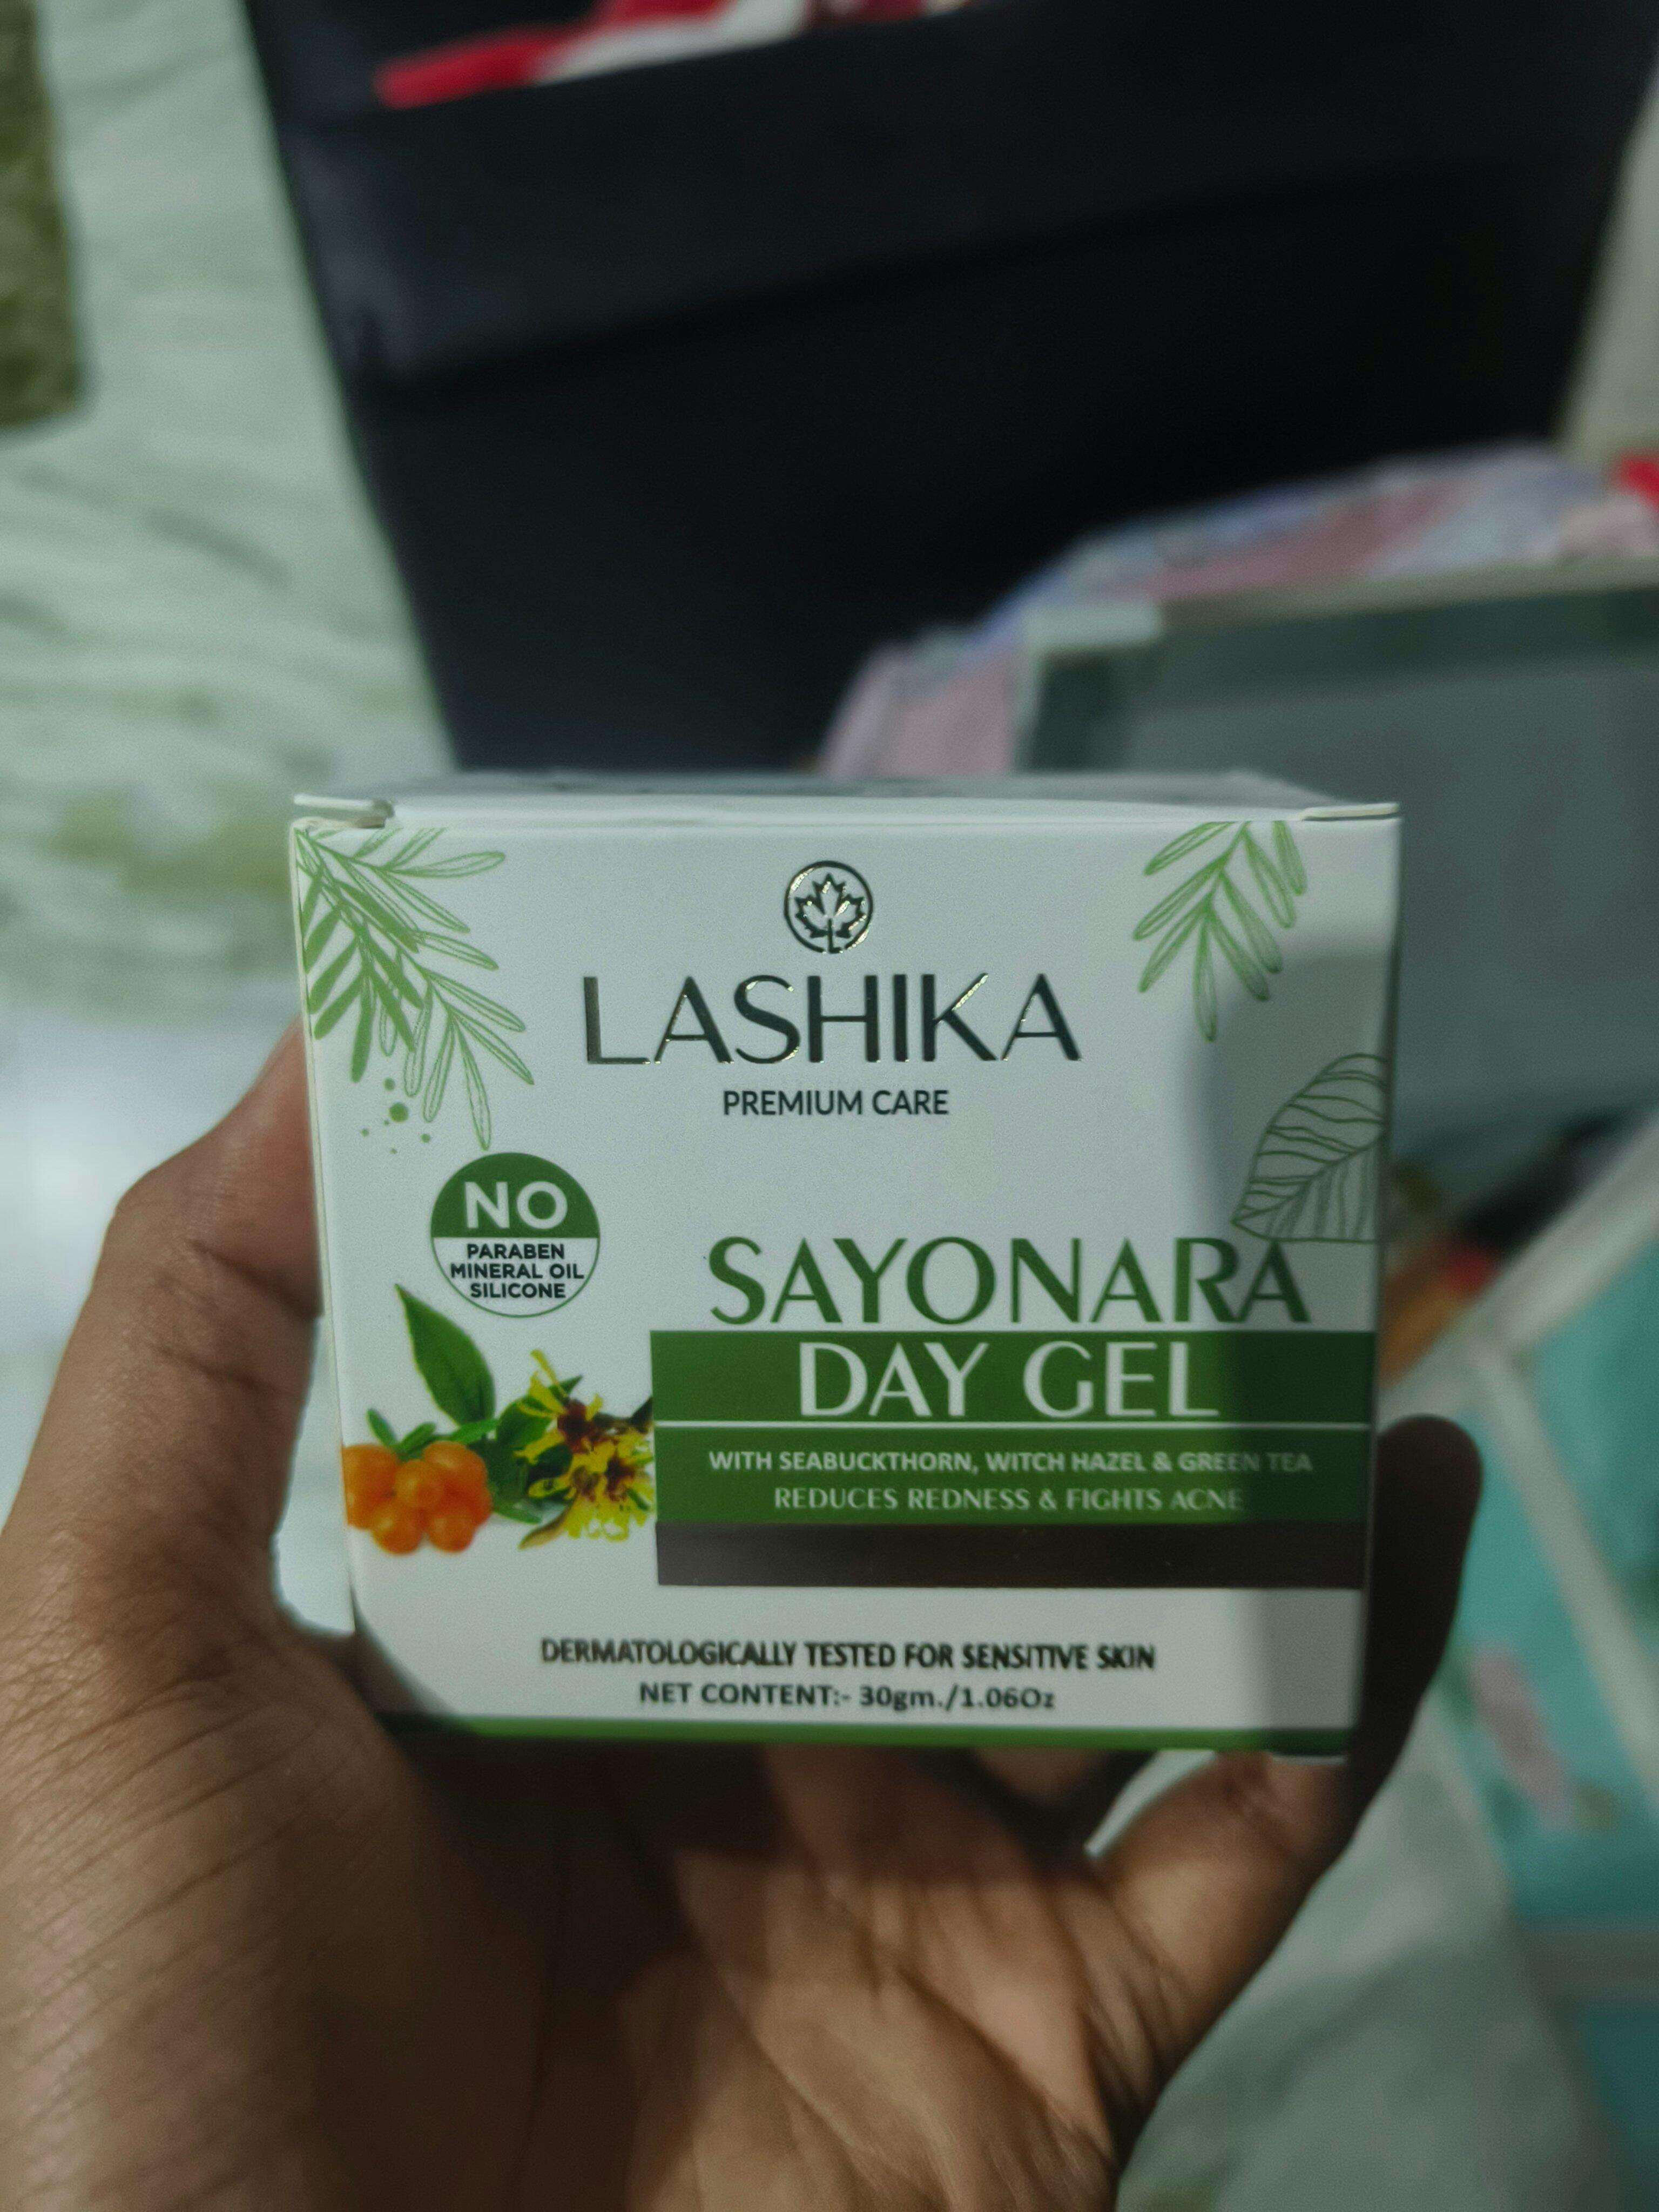 LASHIKA
PREMIUM CARE
NO
PARABEN
MINERAL OIL
SILICONE
SAYONARA
DAY GEL
WITH SEABUCKTHORN, WITCH HAZEL & GREEN TEA
REDUCES REDNESS & FIGHTS ACNE
DERMATOLOGICALLY TESTED FOR SENSITIVE SKIN
NET CONTENT:- 30gm./1.06Oz